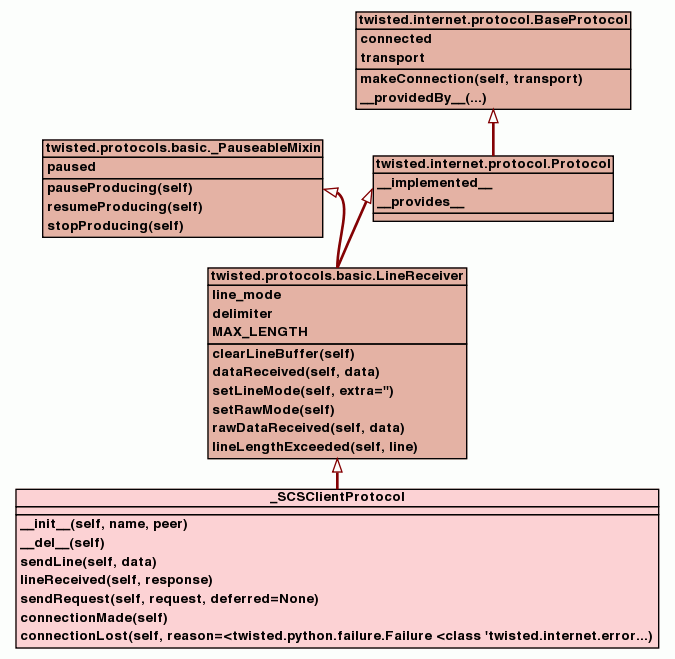 twisted.internet.protocol.BaseProtocol
connected
transport
makeConnection(self, transport)
__providedBy__(...)
twisted.protocols.basic._PauseableMixin
paused
pauseProducing(self)
resumeProducing(self)
stopProducing(self)
twisted.internet.protocol.Protocol
__implemented__
__provides__
twisted.protocols.basic.LineReceiver
line_mode
delimiter
MAX_LENGTH
clearLineBuffer(self)
dataReceived(self, data)
setLineMode(self, extra='')
setRawMode(self)
rawDataReceived(self, data)
lineLengthExceeded(self, line)
_SCSClientProtocol
__init__(self, name, peer)
__del__(self)
sendLine(self, data)
lineReceived(self, response)
sendRequest(self, request, deferred=None)
connectionMade(self)
connectionLost(self, reason=<twisted.python.failure.Failure <class 'twisted.internet.error...)